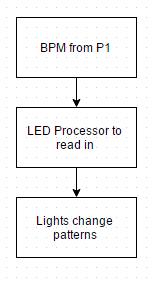 BPM from P1
LED Processor to
read in
Lights change
patterns